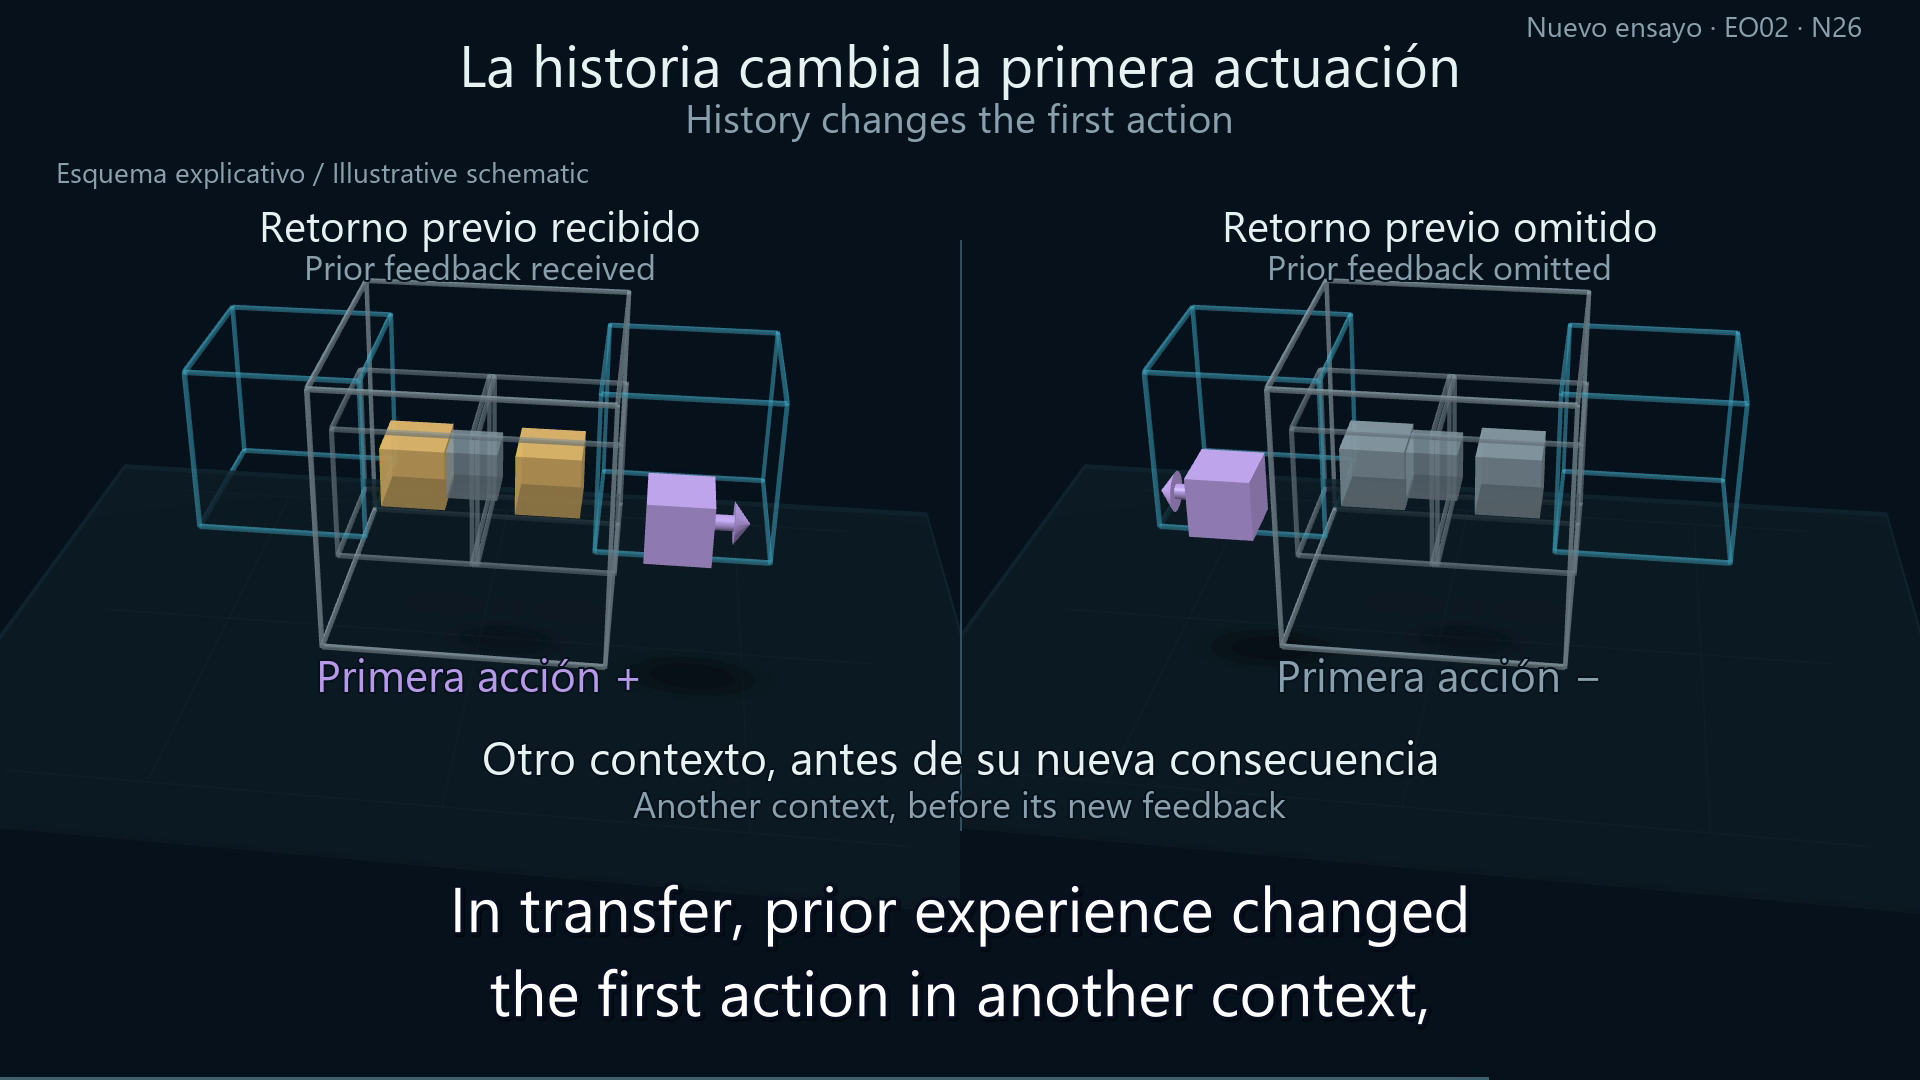 Nuevo ensayo · EO02 · N26
La historia cambia la primera actuación
History changes the first action
Esquema explicativo / Illustrative schematic
Retorno previo recibido
Prior feedback received
Retorno previo omitido
Prior feedback omitted
Primera acción +
Primera acción −
Otro contexto, antes de su nueva consecuencia
Another context, before its new feedback
In transfer, prior experience changed
the first action in another context,